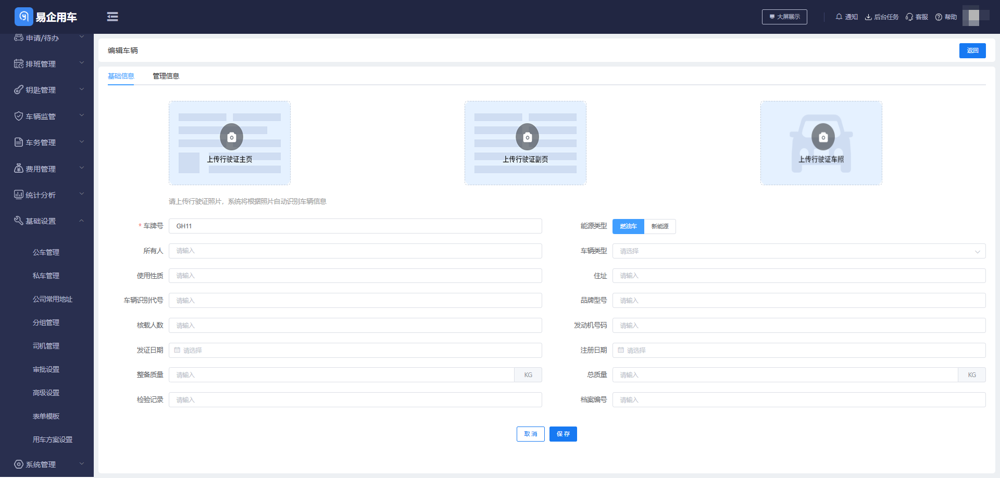 易企用车
大屏展示
通知
后台任务
客服
帮助
申请/待办
排班管理
钥匙管理
车辆监管
车务管理
费用管理
统计分析
基础设置
公车管理
私车管理
公司常用地址
分组管理
司机管理
审批设置
高级设置
表单模板
用车方案设置
系统管理
编辑车辆
返回
基础信息
管理信息
上传行驶证主页
上传行驶证副页
上传行驶证车照
请上传行驶证照片，系统将根据照片自动识别车辆信息
* 车牌号 GH11
能源类型 燃油车 新能源
所有人 请输入
车辆类型 请选择
使用性质 请输入
住址 请输入
车辆识别代号 请输入
品牌型号 请输入
核载人数 请输入
发动机号码 请输入
发证日期 请选择
注册日期 请选择
整备质量 请输入 KG
总质量 请输入 KG
检验记录 请输入
档案编号 请输入
取消
保存